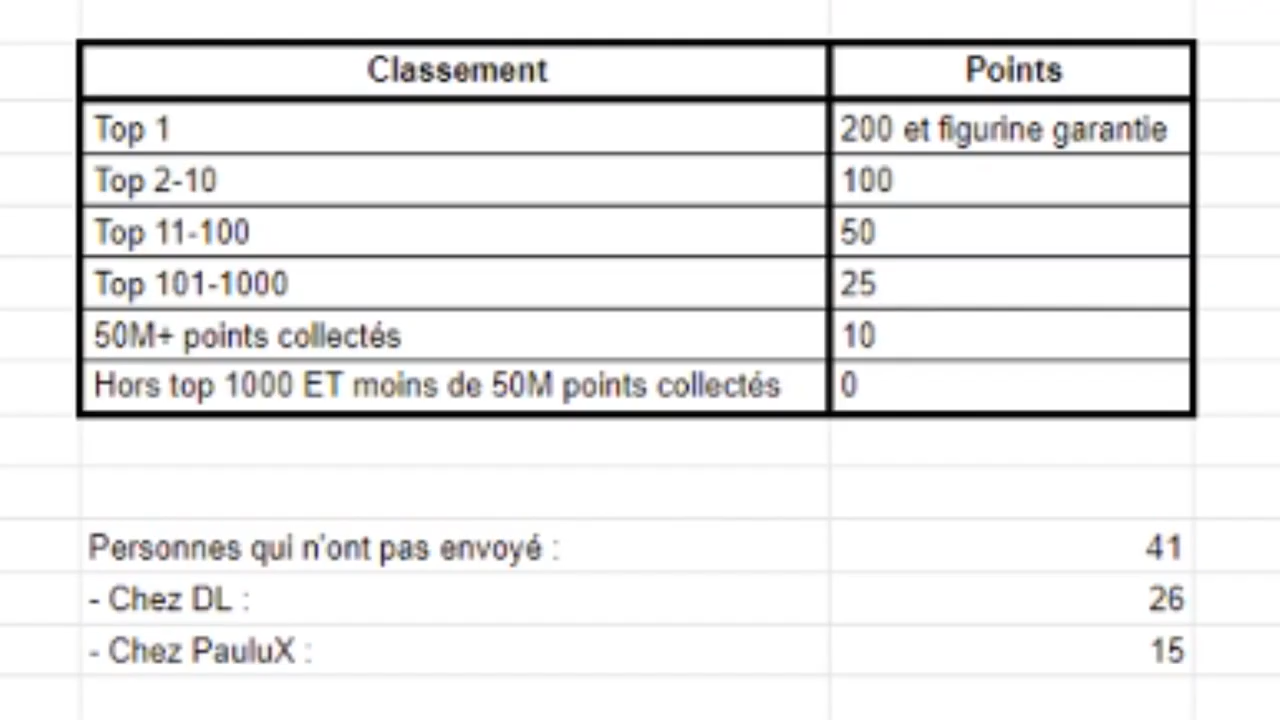 Classement Points
Top 1 200 et figurine garantie
Top 2-10 100
Top 11-100 50
Top 101-1000 25
50M+ points collectés 10
Hors top 1000 ET moins de 50M points collectés 0
Personnes qui n'ont pas envoyé : 41
- Chez DL : 26
- Chez PauluX : 15